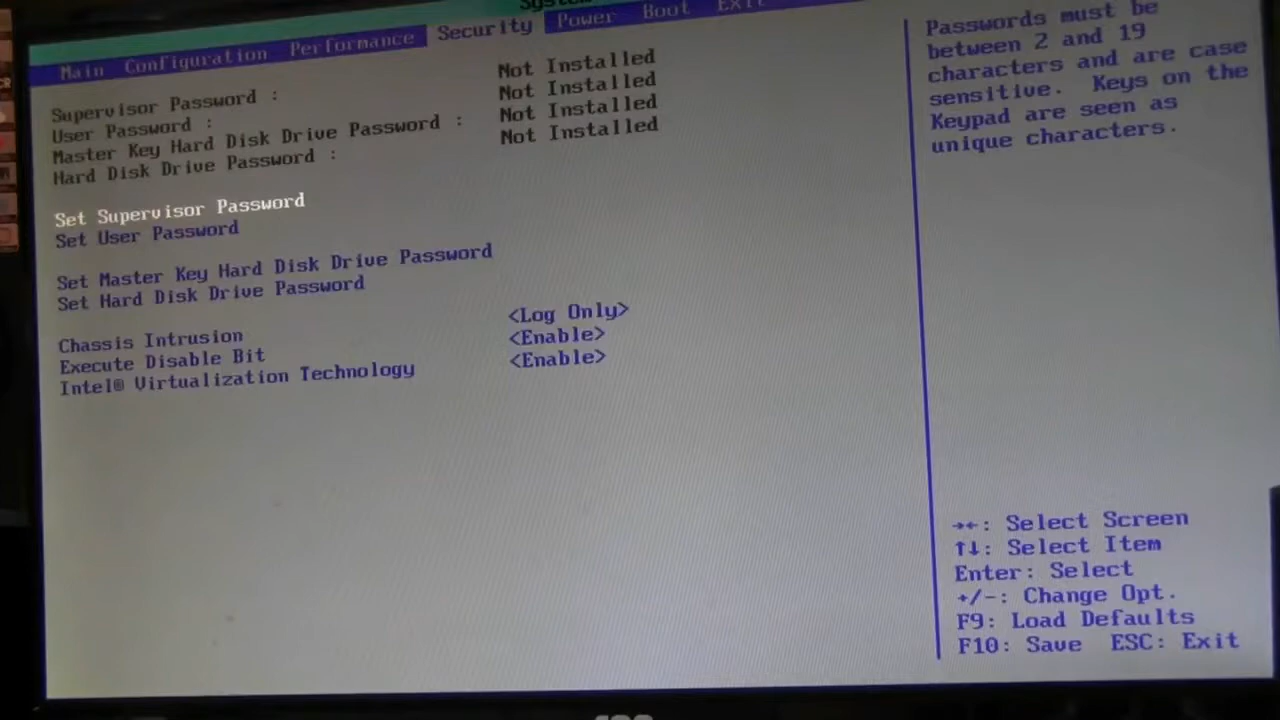 System
Main Configuration Performance Security Power Boot Exit
Supervisor Password : Not Installed
User Password : Not Installed
Master Key Hard Disk Drive Password : Not Installed
Hard Disk Drive Password : Not Installed
Set Supervisor Password
Set User Password
Set Master Key Hard Disk Drive Password
Set Hard Disk Drive Password
Chassis Intrusion <Log Only>
Execute Disable Bit <Enable>
Intel® Virtualization Technology <Enable>
Passwords must be
between 2 and 19
characters and are case
sensitive. Keys on the
Keypad are seen as
unique characters.
→←: Select Screen
↑↓: Select Item
Enter: Select
+/-: Change Opt.
F9: Load Defaults
F10: Save ESC: Exit